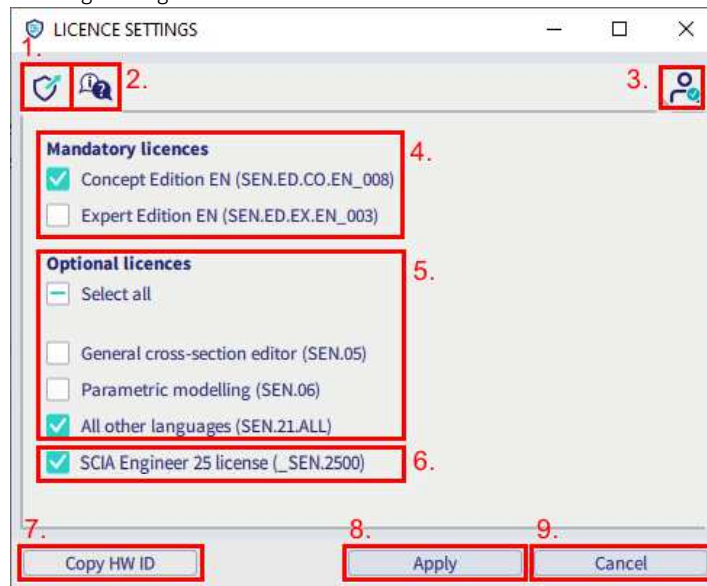 LICENCE SETTINGS
1.
2.
3.
Mandatory licences
4.
Concept Edition EN (SEN.ED.CO.EN_008)
Expert Edition EN (SEN.ED.EX.EN_003)
Optional licences
5.
Select all
General cross-section editor (SEN.05)
Parametric modelling (SEN.06)
All other languages (SEN.21.ALL)
SCIA Engineer 25 license (_SEN.2500)
6.
7.
8.
9.
Copy HW ID
Apply
Cancel